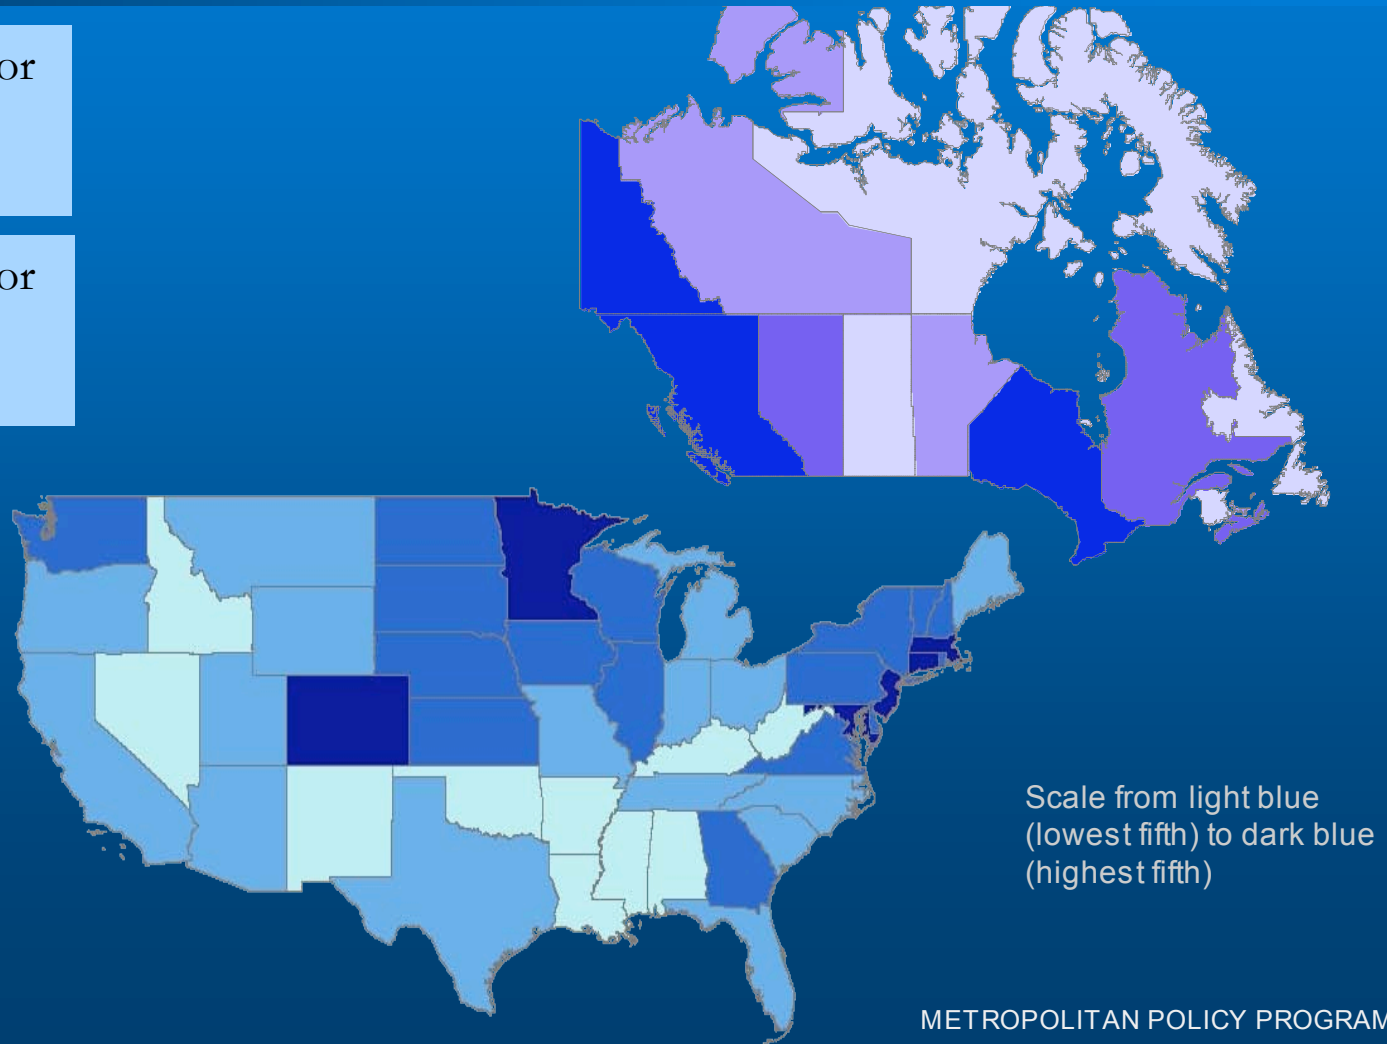 or
or
Scale from light blue
(lowest fifth) to dark blue
(highest fifth)
METROPOLITAN POLICY PROGRAM